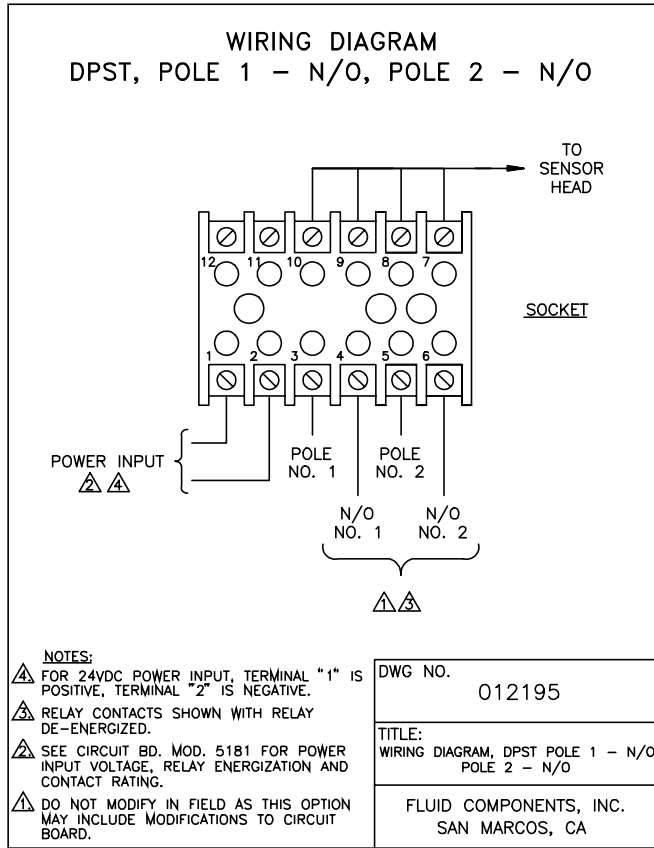 WIRING DIAGRAM
DPST, POLE 1 - N/O, POLE 2 - N/O
TO
SENSOR
HEAD
12
11
10
9
8
7
SOCKET
1
2
3
4
5
6
POWER INPUT
2 4
POLE
NO. 1
POLE
NO. 2
N/O
NO. 1
N/O
NO. 2
1 3
NOTES:
4 FOR 24VDC POWER INPUT, TERMINAL "1" IS
POSITIVE, TERMINAL "2" IS NEGATIVE.
3 RELAY CONTACTS SHOWN WITH RELAY
DE-ENERGIZED.
2 SEE CIRCUIT BD. MOD. 5181 FOR POWER
INPUT VOLTAGE, RELAY ENERGIZATION AND
CONTACT RATING.
1 DO NOT MODIFY IN FIELD AS THIS OPTION
MAY INCLUDE MODIFICATIONS TO CIRCUIT
BOARD.
DWG NO.
012195
TITLE:
WIRING DIAGRAM, DPST POLE 1 - N/O
POLE 2 - N/O
FLUID COMPONENTS, INC.
SAN MARCOS, CA